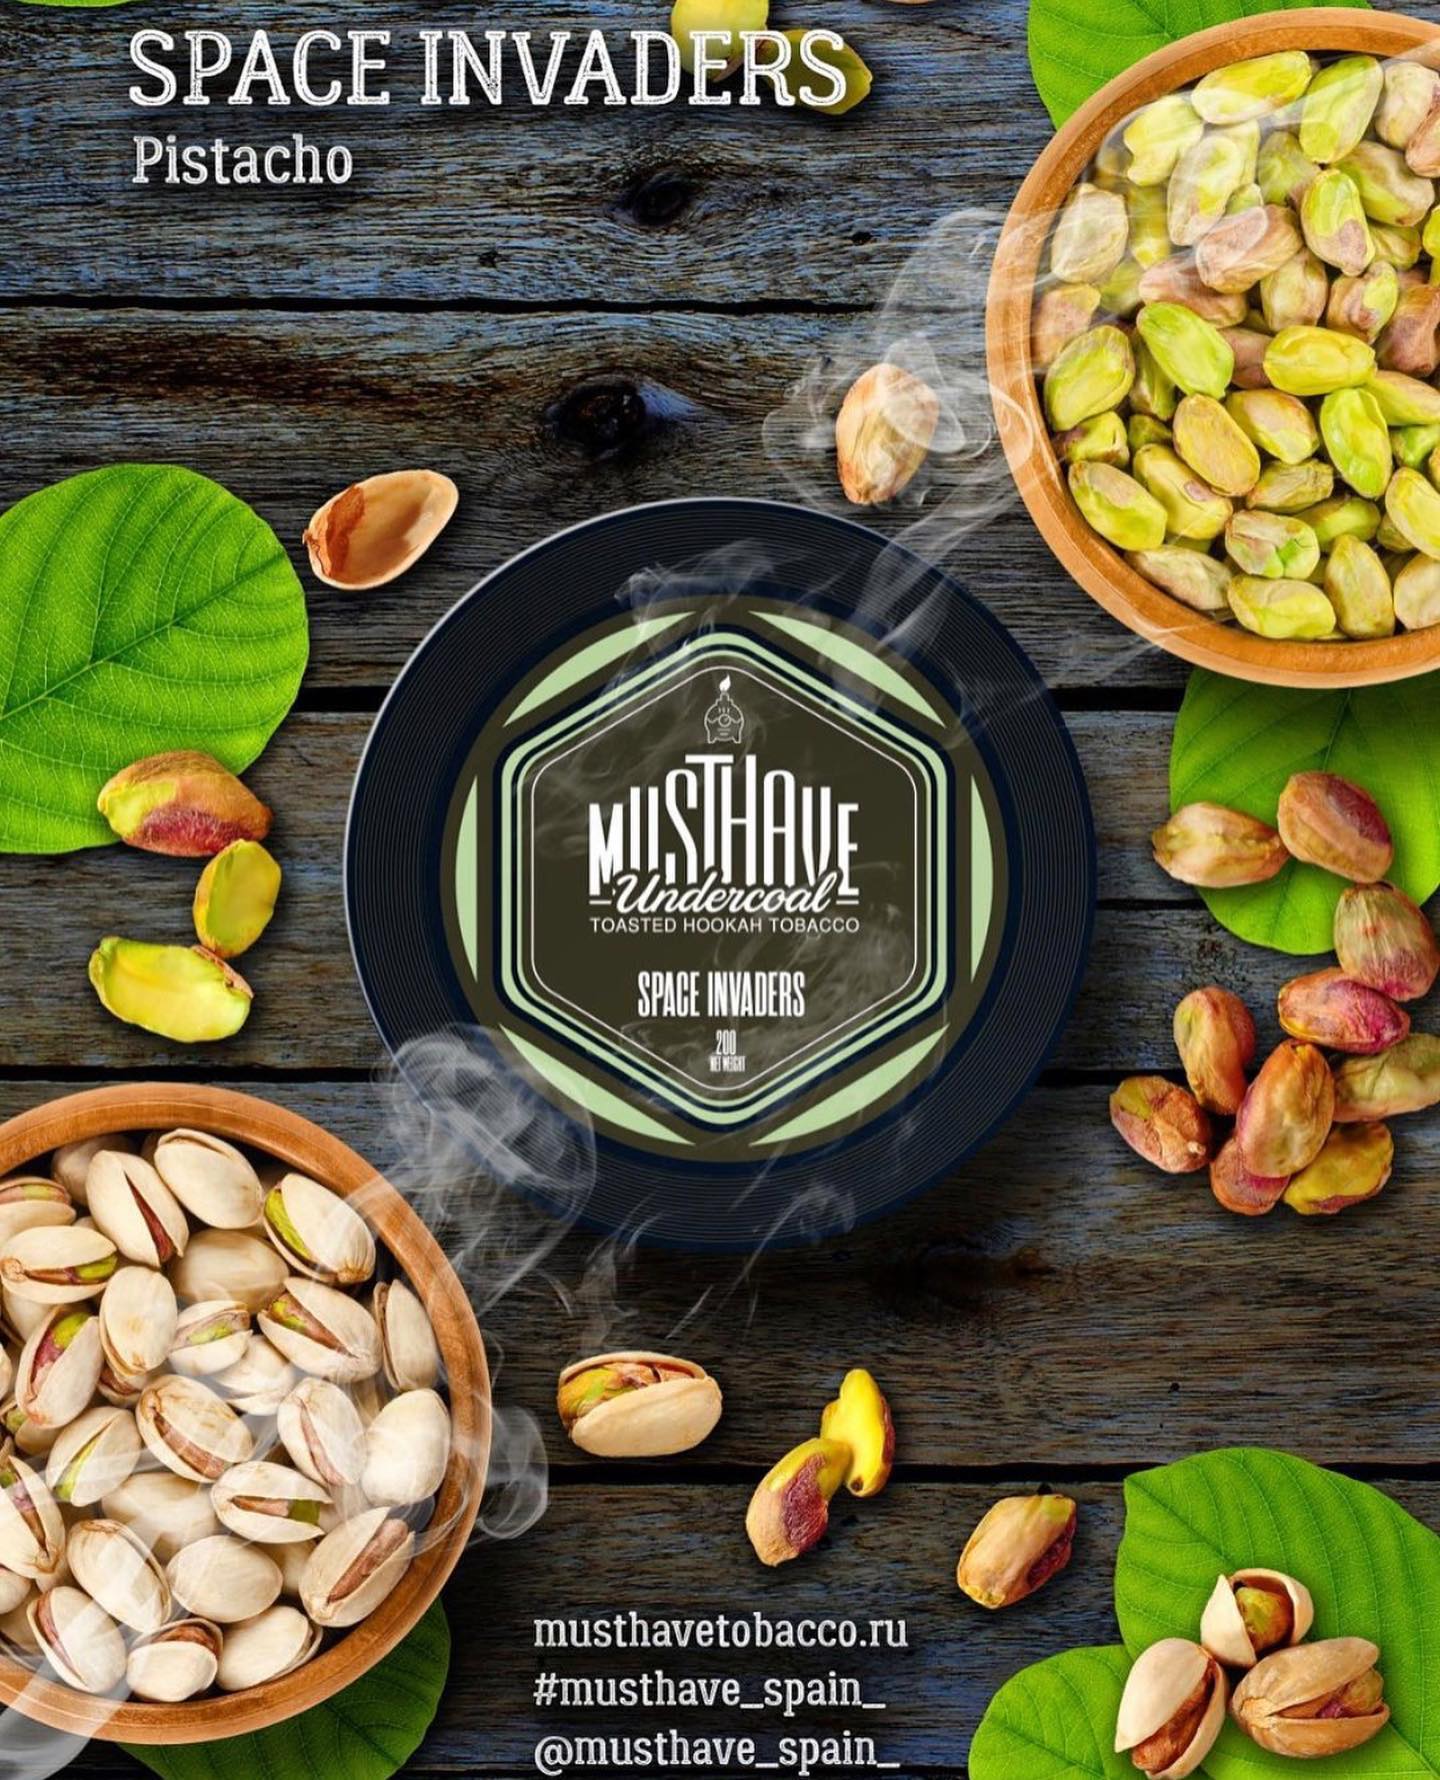 SPACE INVADERS
Pistacho
MUSTHAVE
Undercoal
TOASTED HOOKAH TOBACCO
SPACE INVADERS
200
NET WEIGHT
musthavetobacco.ru
#musthave_spain_
@musthave_spain_